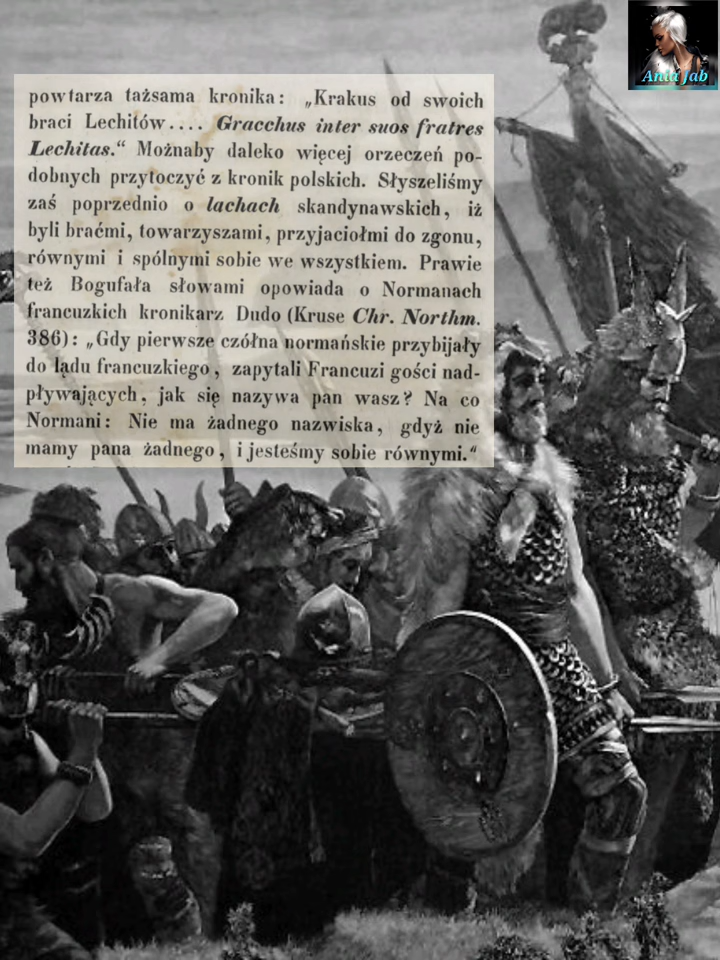 Ania Jab
powtarza tażsama kronika: „Krakus od swoich
braci Lechitów.... Gracchus inter suos fratres
Lechitas.“ Możnaby daleko więcej orzeczeń po-
dobnych przytoczyć z kronik polskich. Słyszeliśmy
zaś poprzednio o lachach skandynawskich, iż
byli braćmi, towarzyszami, przyjaciołmi do zgonu,
równymi i spólnymi sobie we wszystkiem. Prawie
też Bogufała słowami opowiada o Normanach
francuzkich kronikarz Dudo (Kruse Chr. Northm.
386): „Gdy pierwsze czółna normańskie przybijały
do lądu francuzkiego, zapytali Francuzi gości nad-
pływających, jak się nazywa pan wasz? Na co
Normani: Nie ma żadnego nazwiska, gdyż nie
mamy pana żadnego, i jesteśmy sobie równymi.“